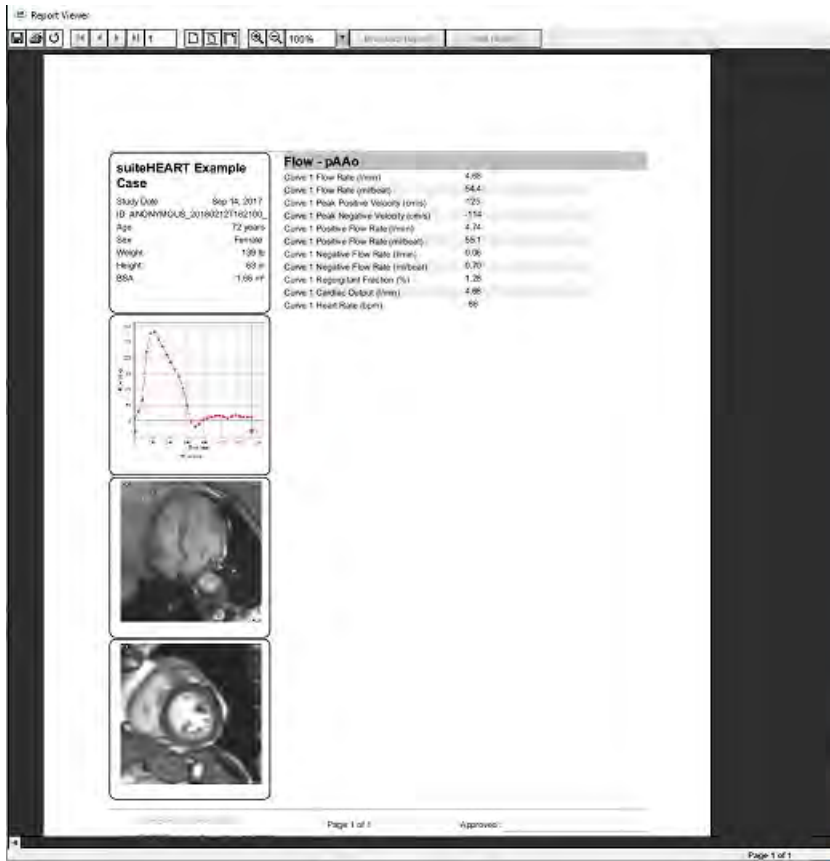 Report Viewer
1
100%
suiteHEART Example
Case
Study Date Sep 14, 2017
ID ANONYMOUS_201802127162100_
Age 72 years
Sex Female
Weight 139 lb
Height 63 in
BSA 1.66 m²
Flow - pAAo
Curve 1 Flow Rate (l/min) 4.68
Curve 1 Flow Rate (ml/beat) 54.4
Curve 1 Peak Positive Velocity (cm/s) 125
Curve 1 Peak Negative Velocity (cm/s) -114
Curve 1 Positive Flow Rate (l/min) 4.74
Curve 1 Positive Flow Rate (ml/beat) 55.1
Curve 1 Negative Flow Rate (l/min) 0.06
Curve 1 Negative Flow Rate (ml/beat) 0.70
Curve 1 Regurgitant Fraction (%) 1.28
Curve 1 Cardiac Output (l/min) 4.68
Curve 1 Heart Rate (bpm)
Page 1 of 1
Approved:
Page 1 of 1